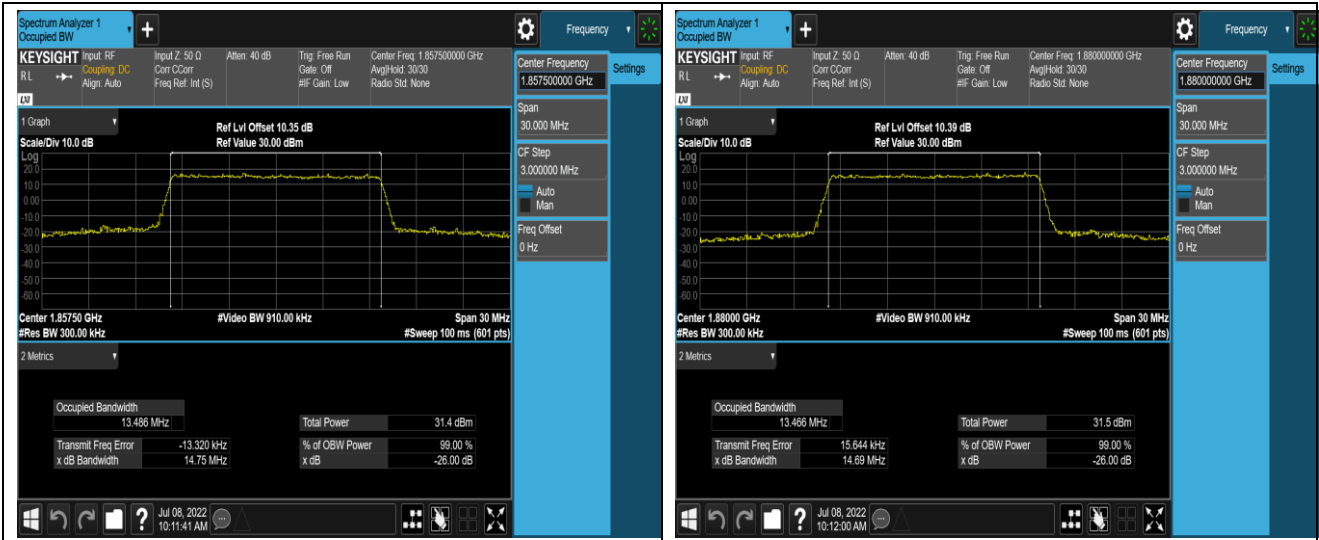 Spectrum Analyzer 1
Occupied BW
+
Frequency
KEYSIGHT
Input: RF
Input Z: 50 Ω
Atten: 40 dB
Trig: Free Run
Center Freq: 1.857500000 GHz
RL
Coupling: DC
Corr CCorr
Gate: Off
Avg|Hold: 30/30
Align: Auto
Freq Ref: Int (S)
#IF Gain: Low
Radio Std: None
LXI
Center Frequency
1.857500000 GHz
Settings
Span
30.000 MHz
CF Step
3.000000 MHz
Auto
Man
Freq Offset
0 Hz
1 Graph
Ref Lvl Offset 10.35 dB
Scale/Div 10.0 dB
Ref Value 30.00 dBm
Log
20.0
10.0
0.00
-10.0
-20.0
-30.0
-40.0
-50.0
-60.0
Center 1.85750 GHz
#Video BW 910.00 kHz
Span 30 MHz
#Res BW 300.00 kHz
#Sweep 100 ms (601 pts)
2 Metrics
Occupied Bandwidth
13.486 MHz
Total Power
31.4 dBm
Transmit Freq Error
-13.320 kHz
% of OBW Power
99.00 %
x dB Bandwidth
14.75 MHz
x dB
-26.00 dB
?
Jul 08, 2022
10:11:41 AM
Spectrum Analyzer 1
Occupied BW
+
Frequency
KEYSIGHT
Input: RF
Input Z: 50 Ω
Atten: 40 dB
Trig: Free Run
Center Freq: 1.880000000 GHz
RL
Coupling: DC
Corr CCorr
Gate: Off
Avg|Hold: 30/30
Align: Auto
Freq Ref: Int (S)
#IF Gain: Low
Radio Std: None
LXI
Center Frequency
1.880000000 GHz
Settings
Span
30.000 MHz
CF Step
3.000000 MHz
Auto
Man
Freq Offset
0 Hz
1 Graph
Ref Lvl Offset 10.39 dB
Scale/Div 10.0 dB
Ref Value 30.00 dBm
Log
20.0
10.0
0.00
-10.0
-20.0
-30.0
-40.0
-50.0
-60.0
Center 1.88000 GHz
#Video BW 910.00 kHz
Span 30 MHz
#Res BW 300.00 kHz
#Sweep 100 ms (601 pts)
2 Metrics
Occupied Bandwidth
13.466 MHz
Total Power
31.5 dBm
Transmit Freq Error
15.644 kHz
% of OBW Power
99.00 %
x dB Bandwidth
14.69 MHz
x dB
-26.00 dB
?
Jul 08, 2022
10:12:00 AM